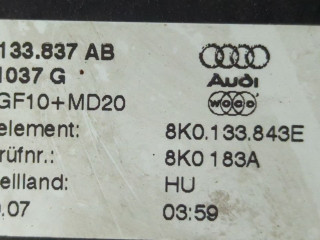 133.837 AB
1037 G
GF10+MD20
Audi
WOCO
element: 8K0.133.843E
rüfnr.: 8K0 183A
ellland: HU
.07 03:59